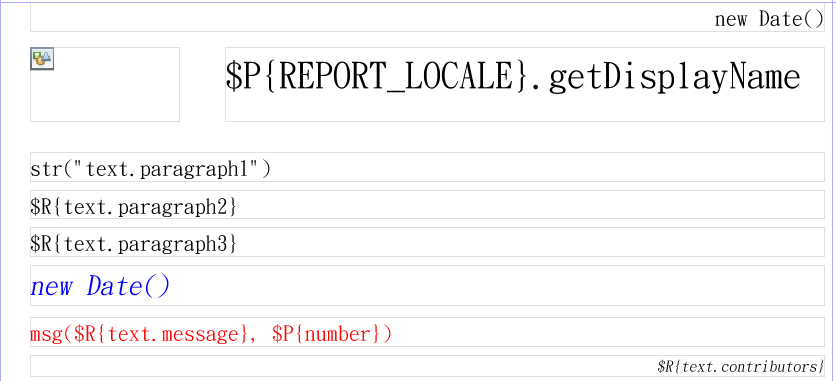 new Date()
$P{REPORT_LOCALE}.getDisplayName
str("text.paragraph1")
$R{text.paragraph2}
$R{text.paragraph3}
new Date()
msg($R{text.message}, $P{number})
$R{text.contributors}